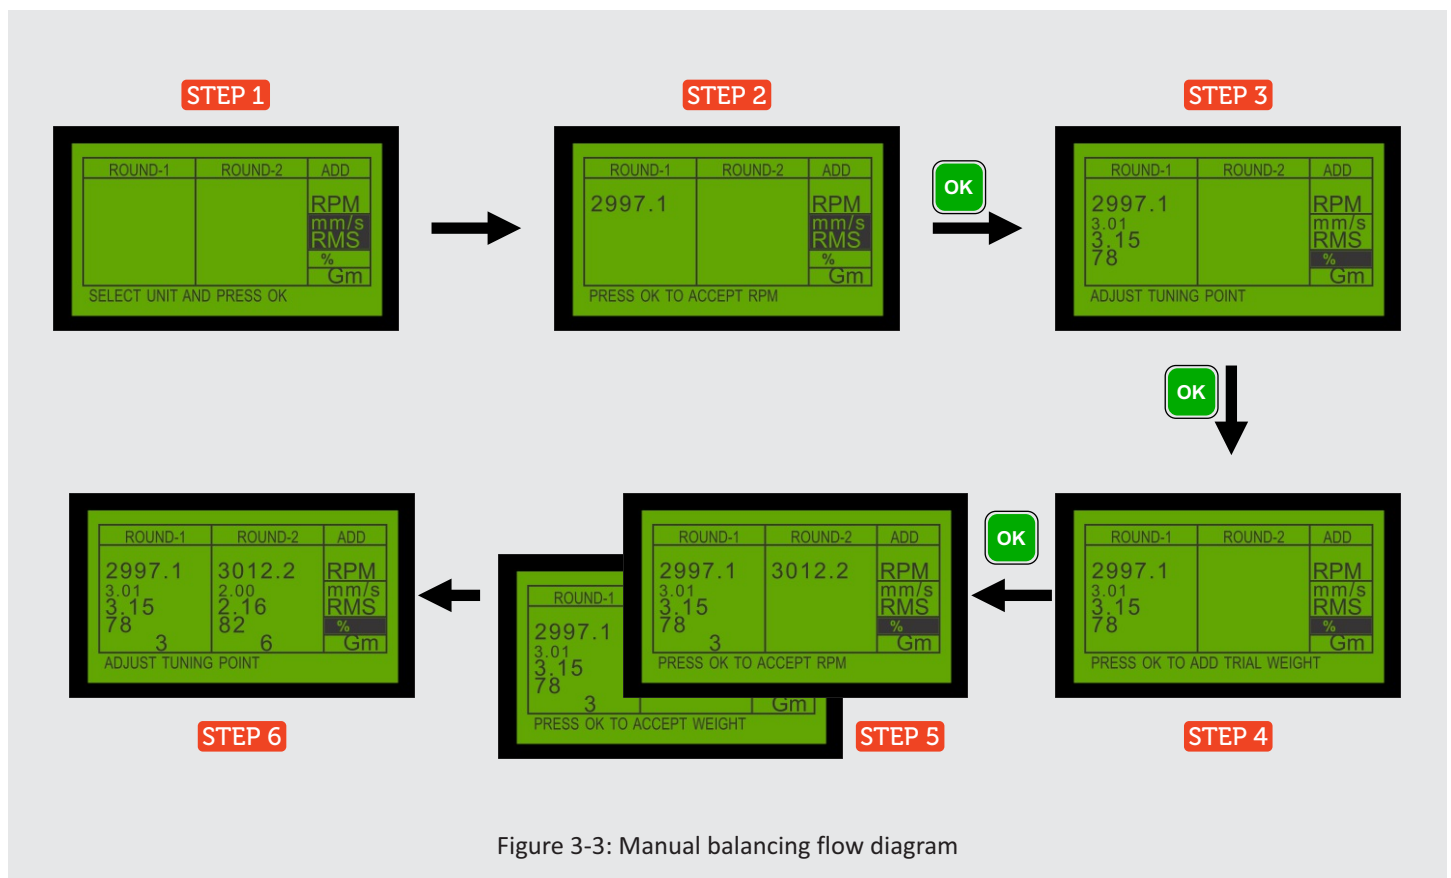 STEP 1
ROUND-1 ROUND-2 ADD
RPM
mm/s
RMS
%
Gm
SELECT UNIT AND PRESS OK
STEP 2
ROUND-1 ROUND-2 ADD
2997.1 RPM
mm/s
RMS
%
Gm
PRESS OK TO ACCEPT RPM
OK
STEP 3
ROUND-1 ROUND-2 ADD
2997.1 RPM
3.01 mm/s
3.15 RMS
78 %
Gm
ADJUST TUNING POINT
OK
ROUND-1 ROUND-2 ADD
2997.1 RPM
3.01 mm/s
3.15 RMS
78 %
Gm
PRESS OK TO ADD TRIAL WEIGHT
STEP 4
OK
ROUND-1 ROUND-2 ADD
2997.1 3012.2 RPM
3.01 mm/s
3.15 RMS
78 %
3 Gm
PRESS OK TO ACCEPT RPM
ROUND-1
2997.1
3.01
3.15
78
3 Gm
PRESS OK TO ACCEPT WEIGHT
STEP 5
ROUND-1 ROUND-2 ADD
2997.1 3012.2 RPM
3.01 2.00 mm/s
3.15 2.16 RMS
78 82 %
3 6 Gm
ADJUST TUNING POINT
STEP 6
Figure 3-3: Manual balancing flow diagram